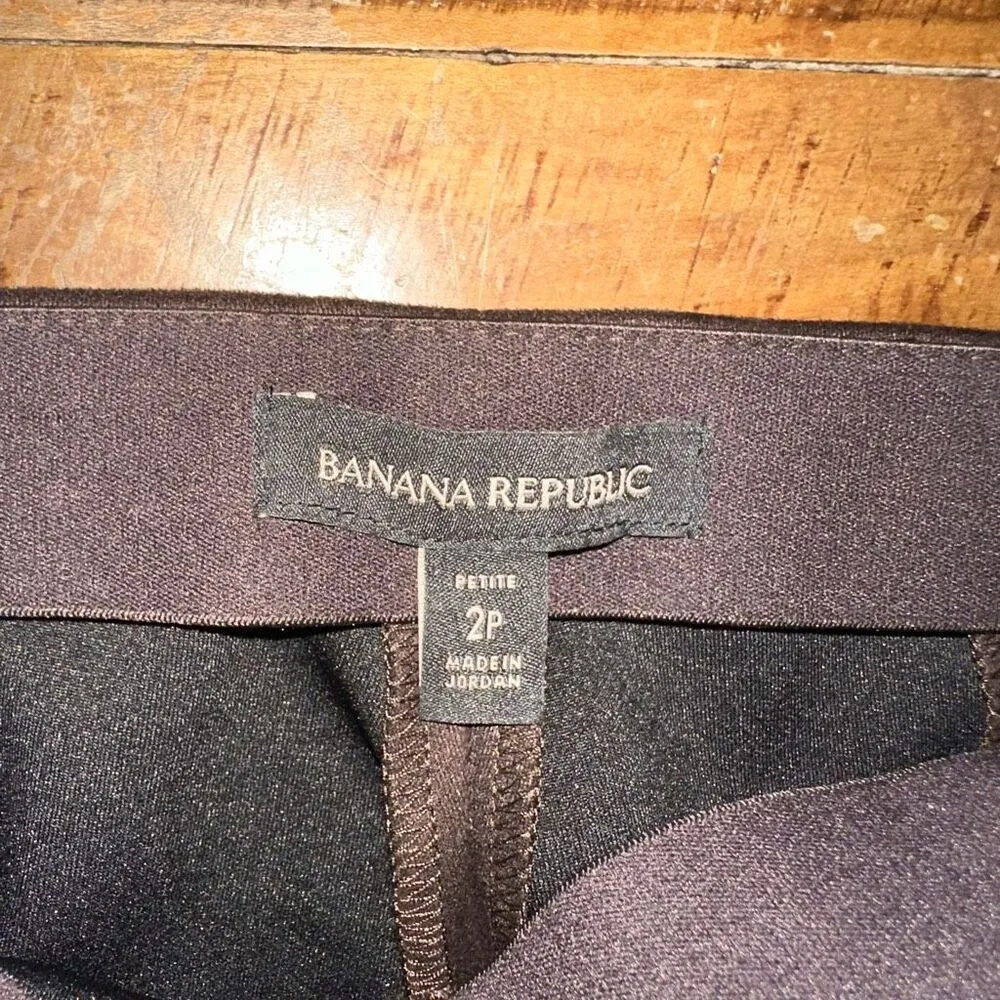 BANANA REPUBLIC
PETITE
2P
MADE IN
JORDAN